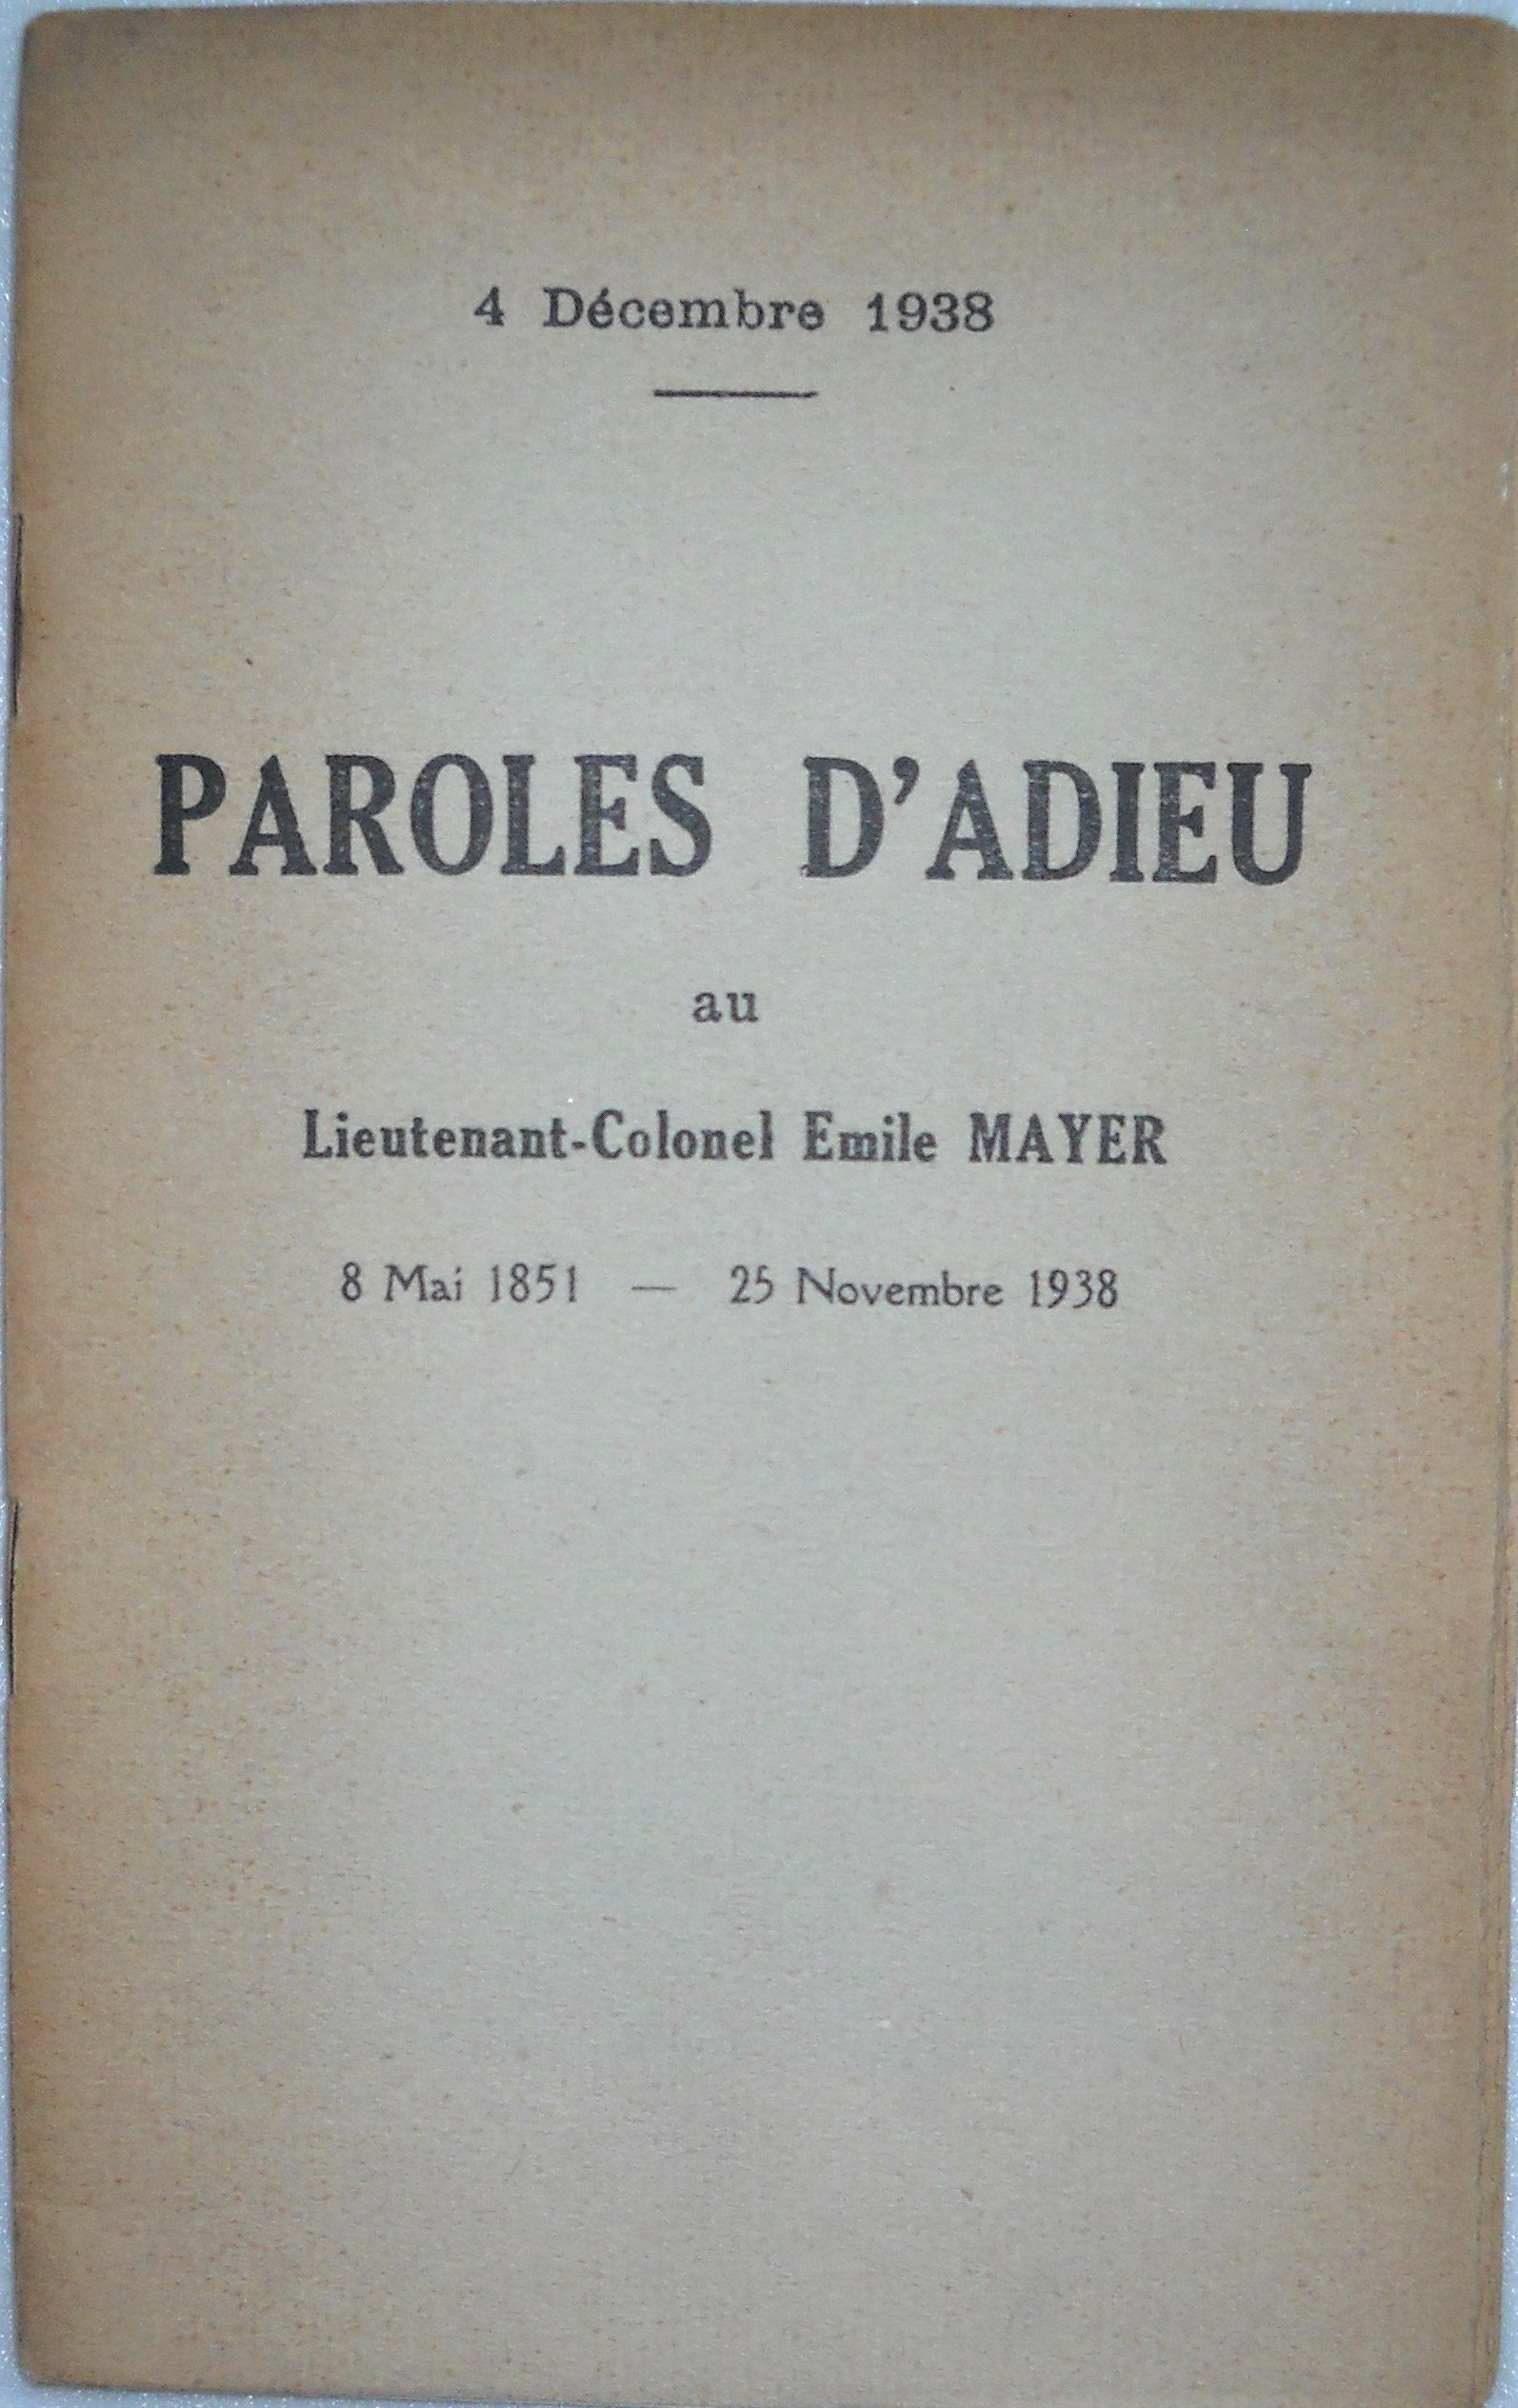 4 Décembre 1938
PAROLES D'ADIEU
au
Lieutenant-Colonel Emile MAYER
8 Mai 1851 — 25 Novembre 1938